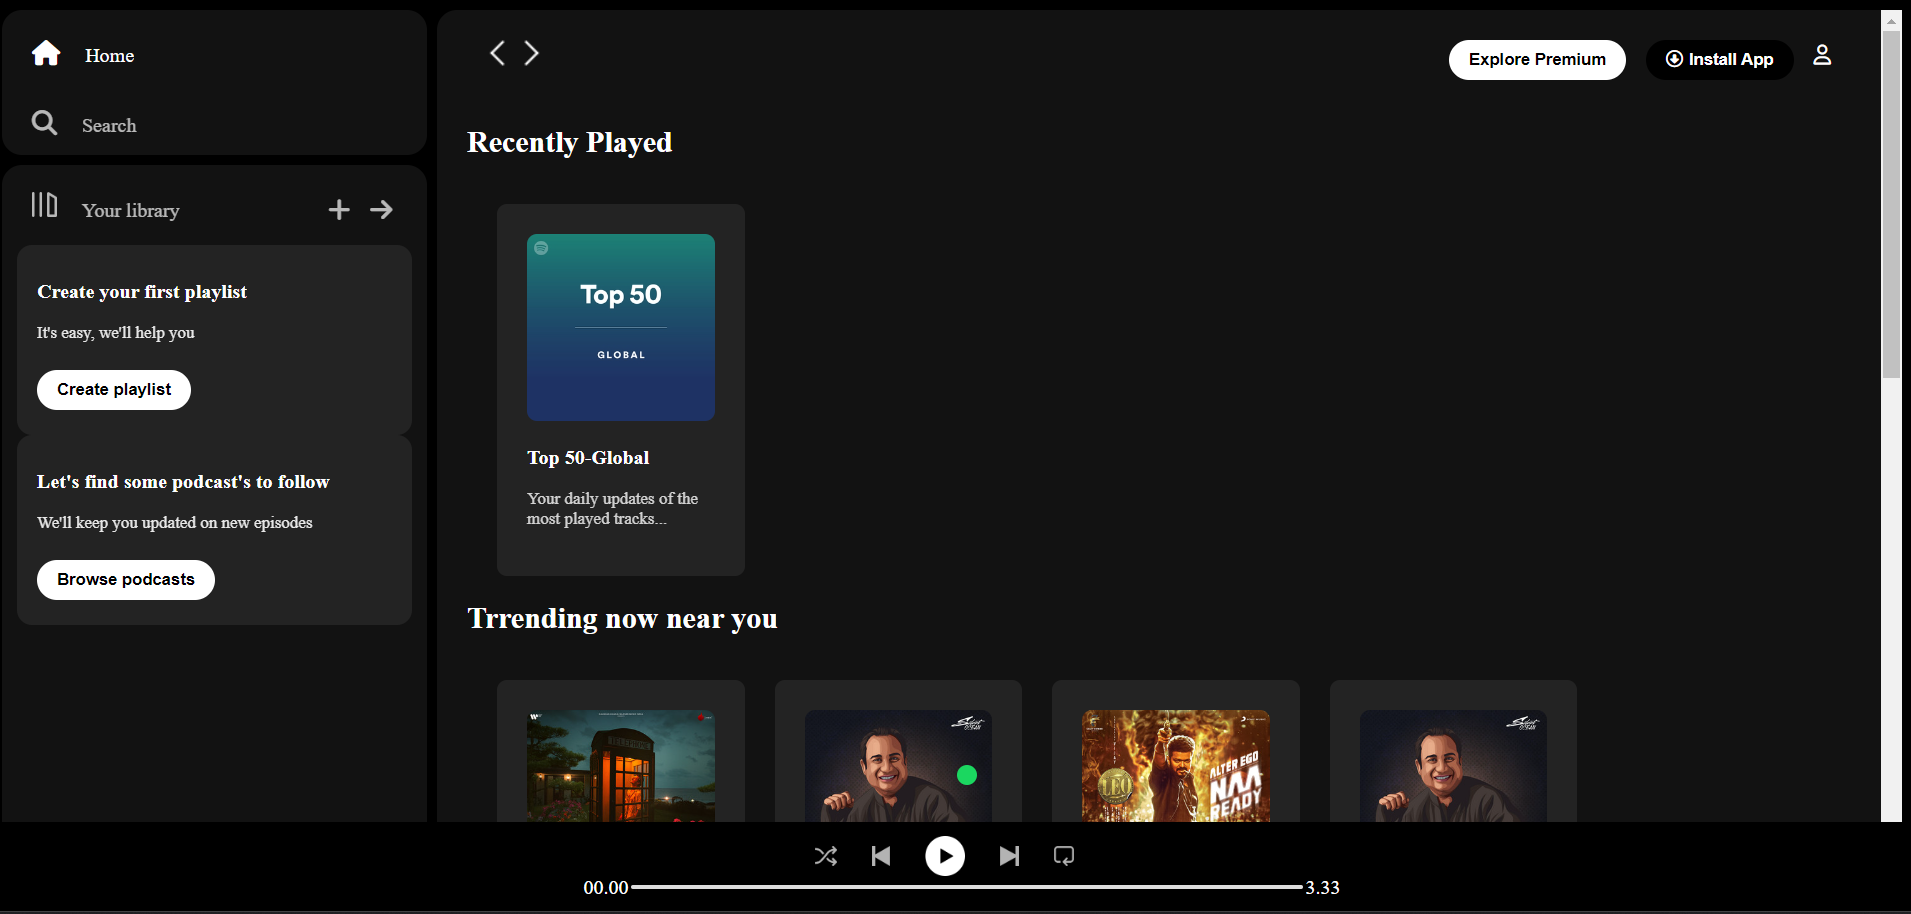 Home
Search
Your library
Create your first playlist
It's easy, we'll help you
Create playlist
Let's find some podcast's to follow
We'll keep you updated on new episodes
Browse podcasts
Explore Premium
Install App
Recently Played
Top 50
GLOBAL
Top 50-Global
Your daily updates of the
most played tracks...
Trrending now near you
ALTER EGO
NAA
READY
LEO
00.00
3.33